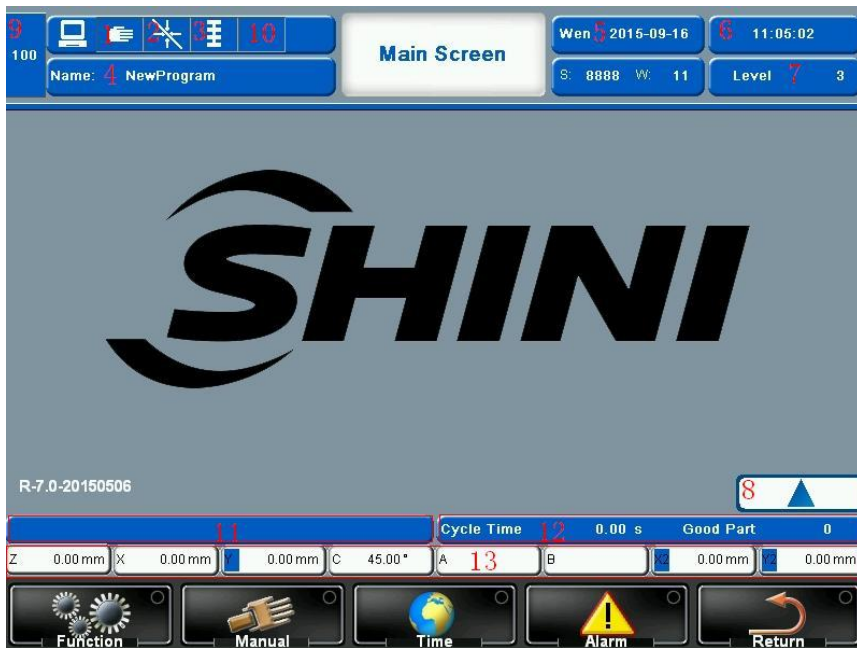 9 1 2 3 10 Main Screen Wen 5 2015-09-16 6 11:05:02
100
Name: 4 NewProgram S: 8888 W: 11 Level 7 3
SHINI
R-7.0-20150506
8
11 Cycle Time 12 0.00 s Good Part 0
Z 0.00 mm X 0.00 mm Y 0.00 mm C 45.00 ° A 13 B X2 0.00 mm Y2 0.00 mm
Function Manual Time Alarm Return